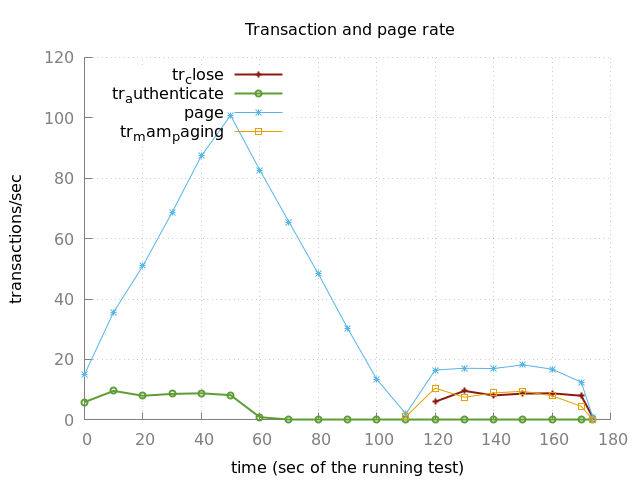 Transaction and page rate
120
100
80
60
40
20
0
transactions/sec
tr_close
tr_authenticate
page
tr_mam_paging
0 20 40 60 80 100 120 140 160 180
time (sec of the running test)